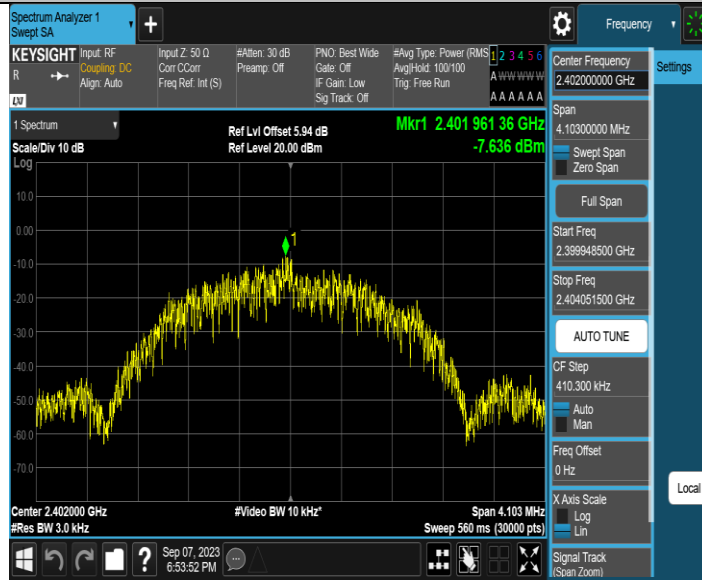 Spectrum Analyzer 1
Swept SA
+
Frequency
KEYSIGHT
R
LXI
Input: RF
Coupling: DC
Align: Auto
Input Z: 50 Ω
Corr CCorr
Freq Ref: Int (S)
#Atten: 30 dB
Preamp: Off
PNO: Best Wide
Gate: Off
IF Gain: Low
Sig Track: Off
#Avg Type: Power (RMS
Avg|Hold: 100/100
Trig: Free Run
1 2 3 4 5 6
A W W W W W
A A A A A A
1 Spectrum
Scale/Div 10 dB
Ref Lvl Offset 5.94 dB
Ref Level 20.00 dBm
Mkr1 2.401 961 36 GHz
-7.636 dBm
Log
10.0
0.00
-10.0
-20.0
-30.0
-40.0
-50.0
-60.0
-70.0
1
Center 2.402000 GHz
#Res BW 3.0 kHz
#Video BW 10 kHz*
Span 4.103 MHz
Sweep 560 ms (30000 pts)
Sep 07, 2023
6:53:52 PM
?
Center Frequency
2.402000000 GHz
Settings
Span
4.10300000 MHz
Swept Span
Zero Span
Full Span
Start Freq
2.399948500 GHz
Stop Freq
2.404051500 GHz
AUTO TUNE
CF Step
410.300 kHz
Auto
Man
Freq Offset
0 Hz
Local
X Axis Scale
Log
Lin
Signal Track
(Span Zoom)